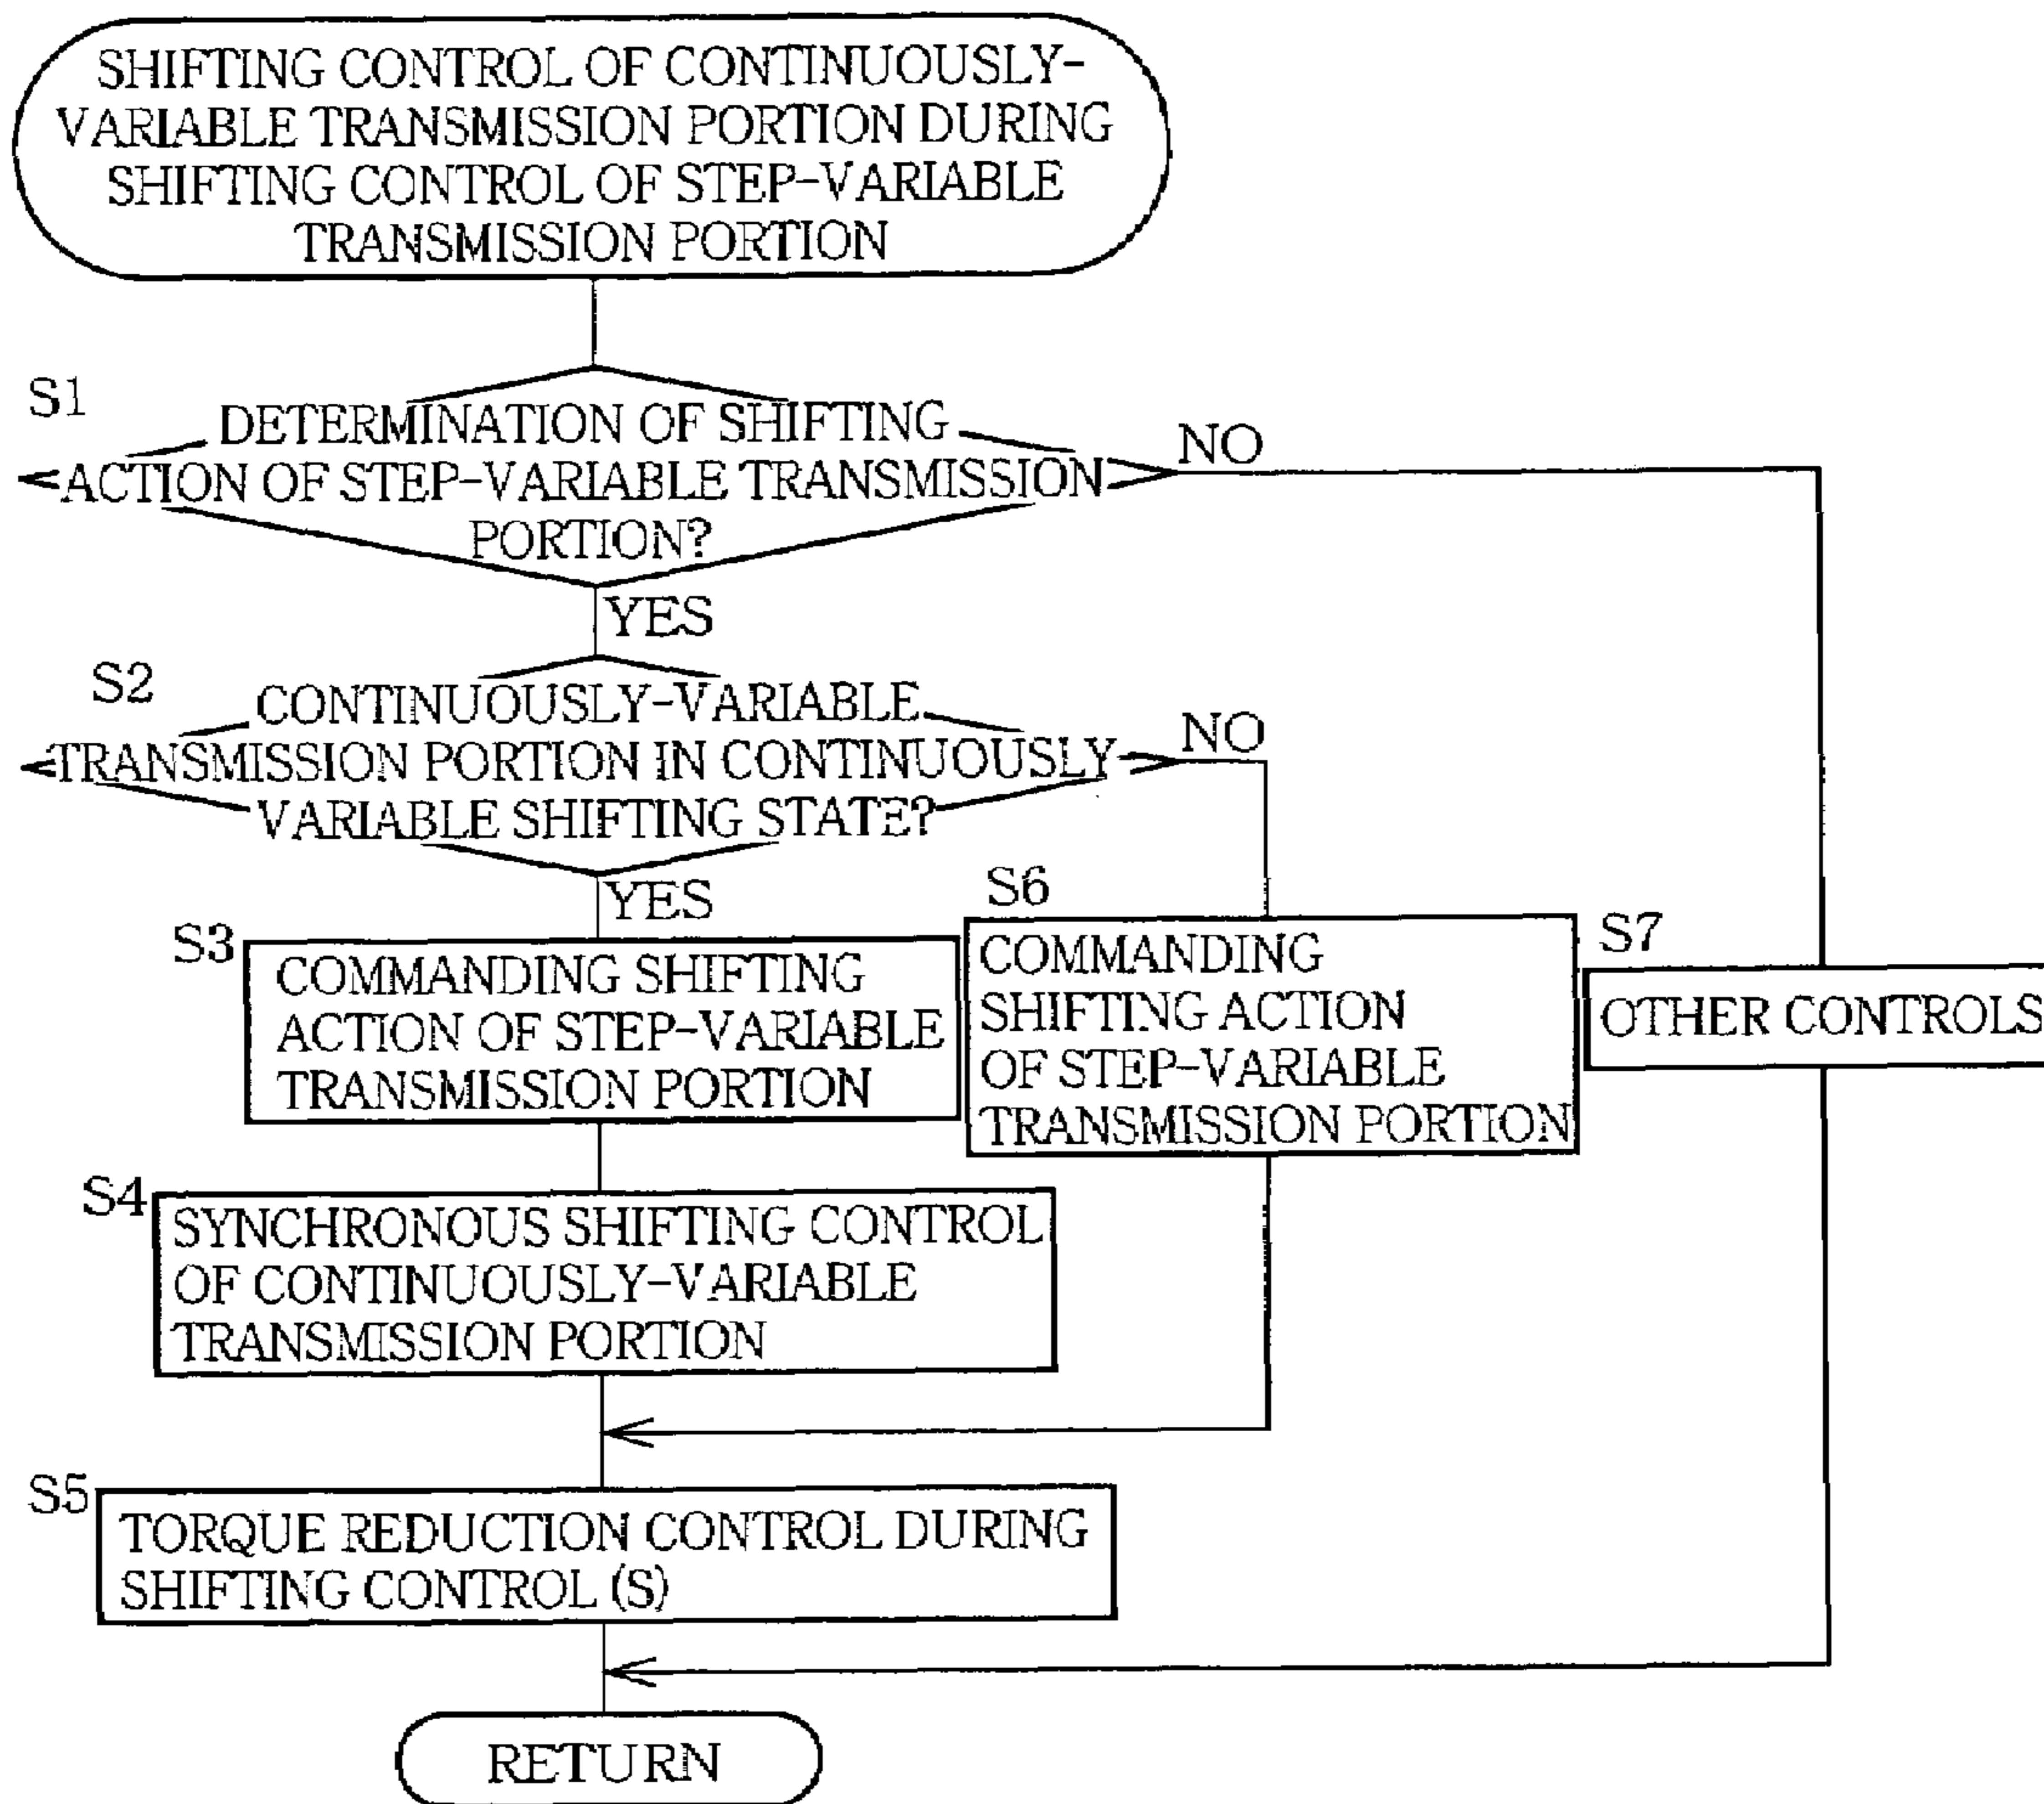 SHIFTING CONTROL OF CONTINUOUSLY-
VARIABLE TRANSMISSION PORTION DURING
SHIFTING CONTROL OF STEP-VARIABLE
TRANSMISSION PORTION
S1
DETERMINATION OF SHIFTING
ACTION OF STEP-VARIABLE TRANSMISSION
PORTION?
NO
YES
S2
CONTINUOUSLY-VARIABLE
TRANSMISSION PORTION IN CONTINUOUSLY
VARIABLE SHIFTING STATE?
NO
YES
S3
COMMANDING SHIFTING
ACTION OF STEP-VARIABLE
TRANSMISSION PORTION
S6
COMMANDING
SHIFTING ACTION
OF STEP-VARIABLE
TRANSMISSION PORTION
S7
OTHER CONTROLS
S4
SYNCHRONOUS SHIFTING CONTROL
OF CONTINUOUSLY-VARIABLE
TRANSMISSION PORTION
S5
TORQUE REDUCTION CONTROL DURING
SHIFTING CONTROL (S)
RETURN